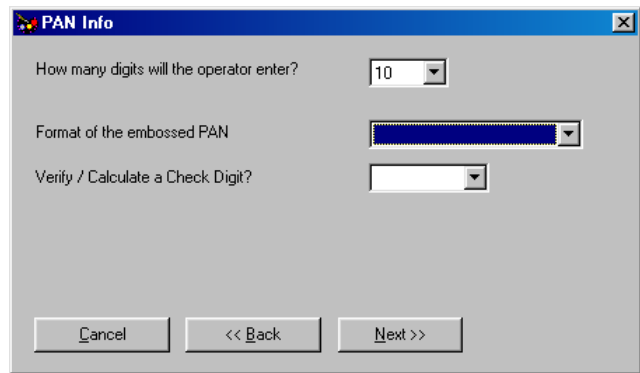 PAN Info
How many digits will the operator enter? 10
Format of the embossed PAN
Verify / Calculate a Check Digit?
Cancel << Back Next >>